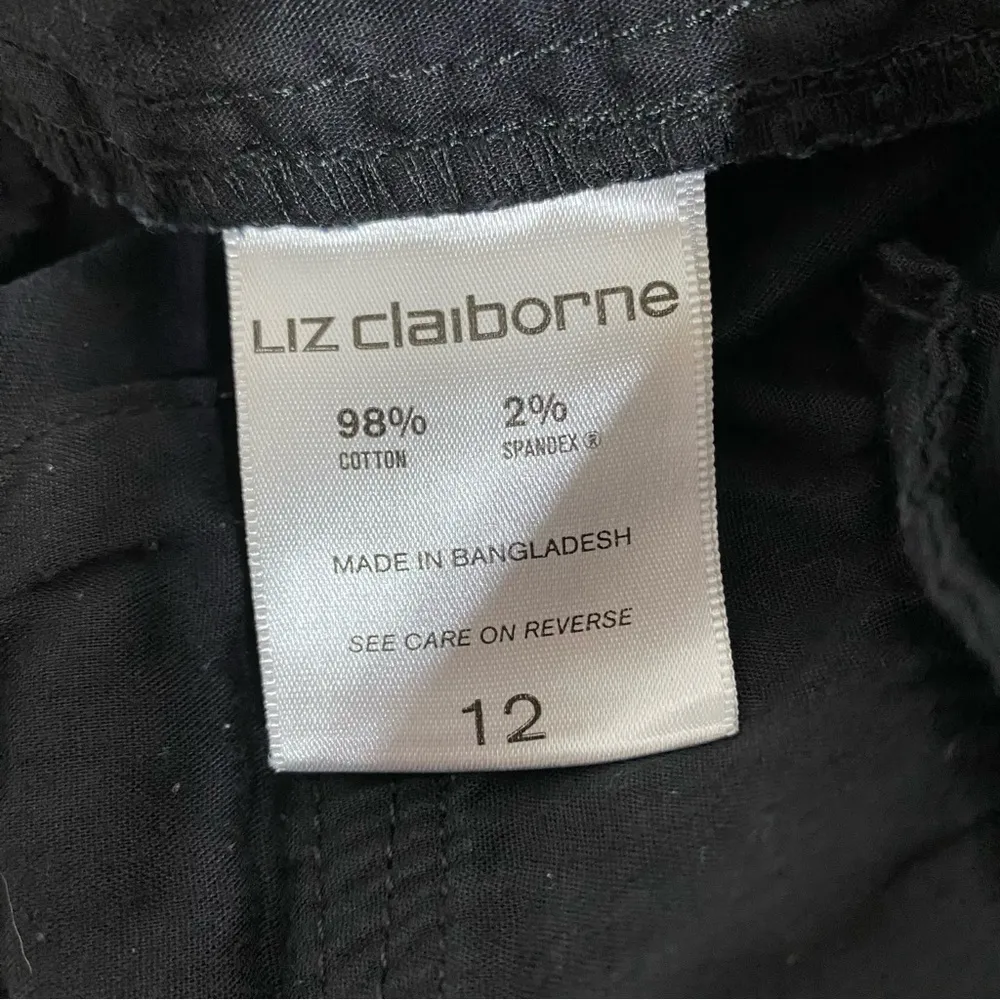 LIZ claiborne
98% 2%
COTTON SPANDEX ®
MADE IN BANGLADESH
SEE CARE ON REVERSE
12